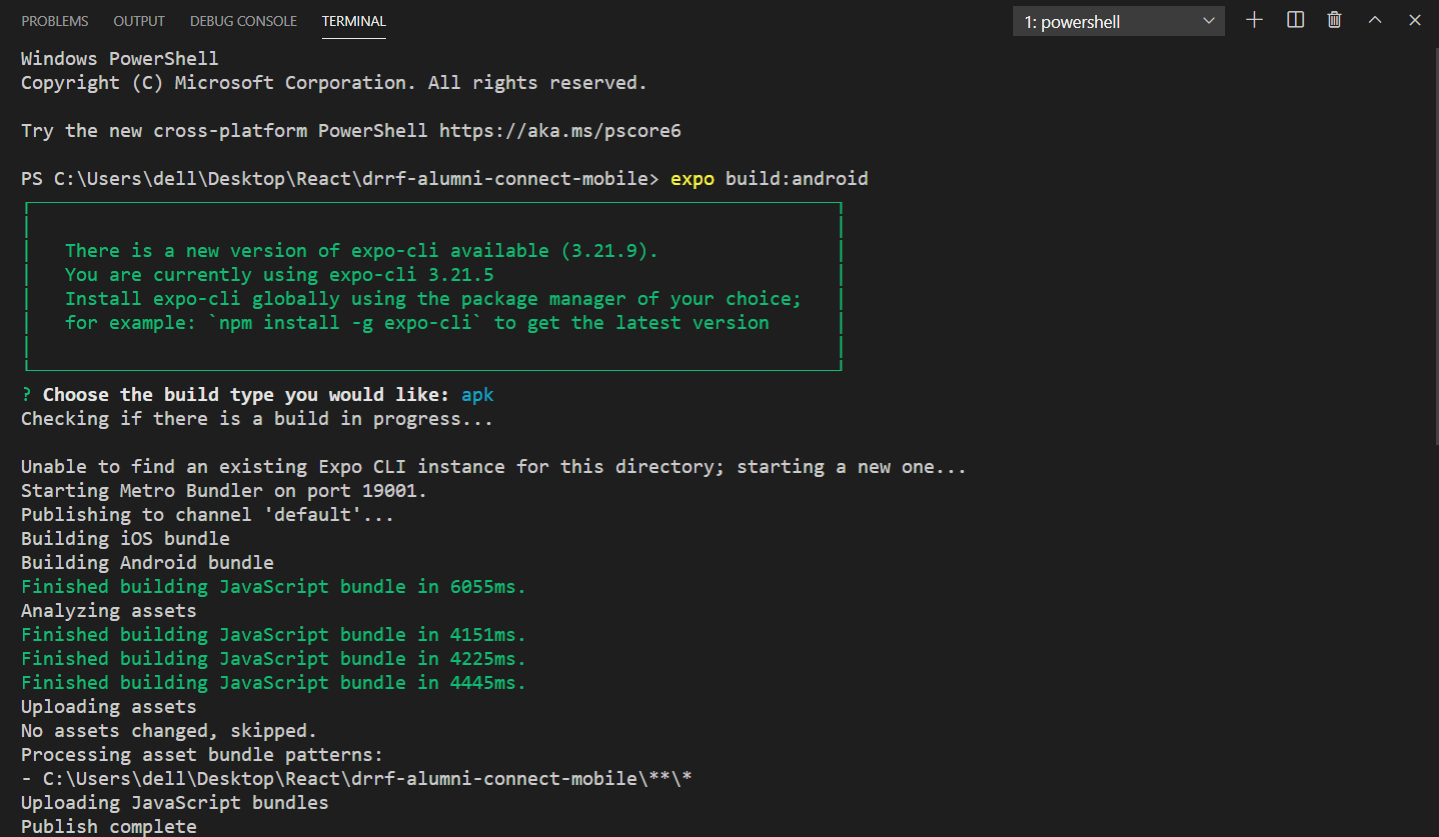 PROBLEMS OUTPUT DEBUG CONSOLE TERMINAL 1: powershell
Windows PowerShell
Copyright (C) Microsoft Corporation. All rights reserved.
Try the new cross-platform PowerShell https://aka.ms/pscore6
PS C:\Users\dell\Desktop\React\drrf-alumni-connect-mobile> expo build:android
There is a new version of expo-cli available (3.21.9).
You are currently using expo-cli 3.21.5
Install expo-cli globally using the package manager of your choice;
for example: `npm install -g expo-cli` to get the latest version
? Choose the build type you would like: apk
Checking if there is a build in progress...
Unable to find an existing Expo CLI instance for this directory; starting a new one...
Starting Metro Bundler on port 19001.
Publishing to channel 'default'...
Building iOS bundle
Building Android bundle
Finished building JavaScript bundle in 6055ms.
Analyzing assets
Finished building JavaScript bundle in 4151ms.
Finished building JavaScript bundle in 4225ms.
Finished building JavaScript bundle in 4445ms.
Uploading assets
No assets changed, skipped.
Processing asset bundle patterns:
- C:\Users\dell\Desktop\React\drrf-alumni-connect-mobile\**\*
Uploading JavaScript bundles
Publish complete